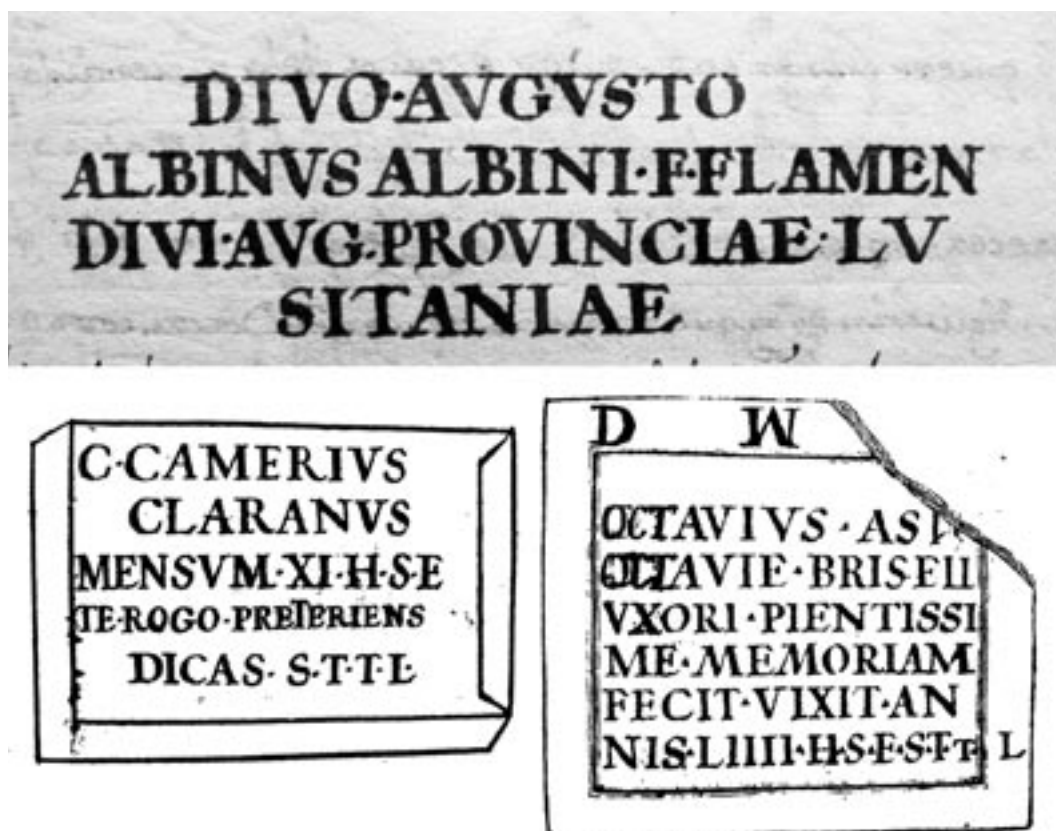 DIVO·AVGVSTO
ALBINVS ALBINI·F·FLAMEN
DIVI·AVG·PROVINCIAE·LV
SITANIAE
C·CAMERIVS
CLARANVS
MENSVM·XI·H·S·E
TE·ROGO·PRETERIENS
DICAS·S·T·T·L·
D M
OCTAVIVS·
OCTAVIE·BRISEII
VXORI·PIENTISSI
ME·MEMORIAM
FECIT·VIXIT·AN
NIS·LIIII·H·S·E·S·T·T·L